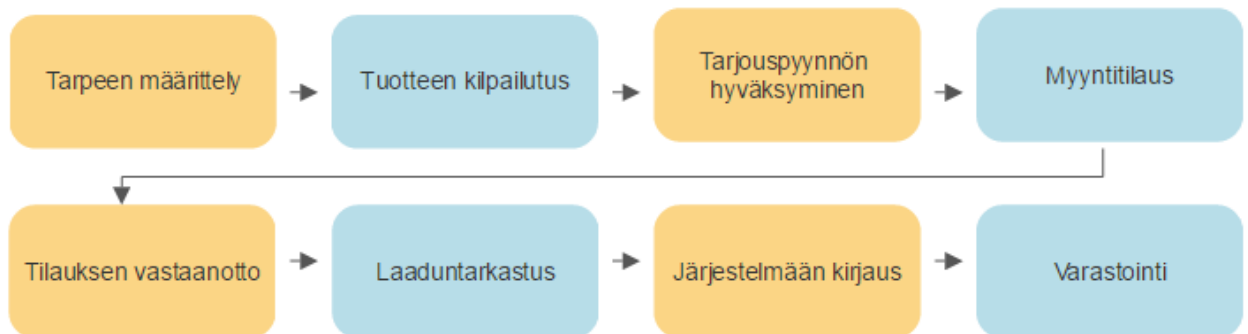 Tarpeen määrittely
Tuotteen kilpailutus
Tarjouspyynnön
hyväksyminen
Myyntitilaus
Tilauksen vastaanotto
Laaduntarkastus
Järjestelmään kirjaus
Varastointi